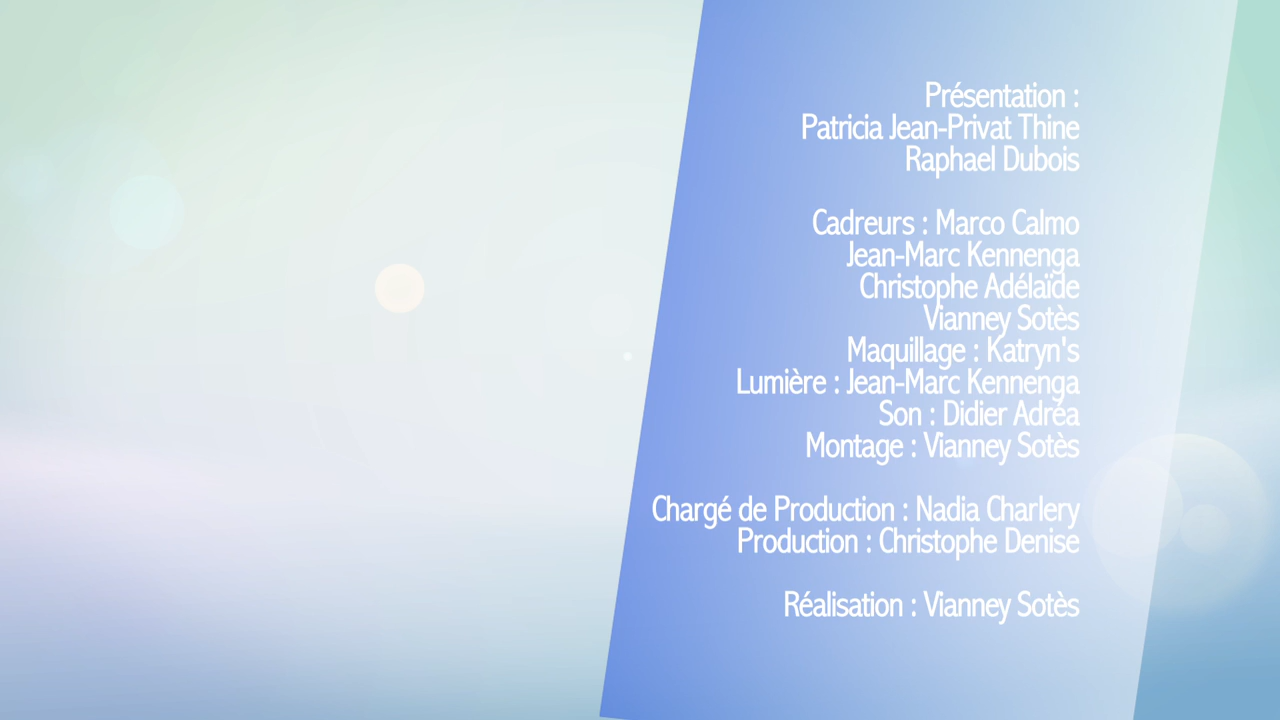 Présentation :
Patricia Jean-Privat Thine
Raphael Dubois
Cadreurs : Marco Calmo
Jean-Marc Kennenga
Christophe Adélaïde
Vianney Sotès
Maquillage : Katryn's
Lumière : Jean-Marc Kennenga
Son : Didier Adréa
Montage : Vianney Sotès
Chargé de Production : Nadia Charlery
Production : Christophe Denise
Réalisation : Vianney Sotès